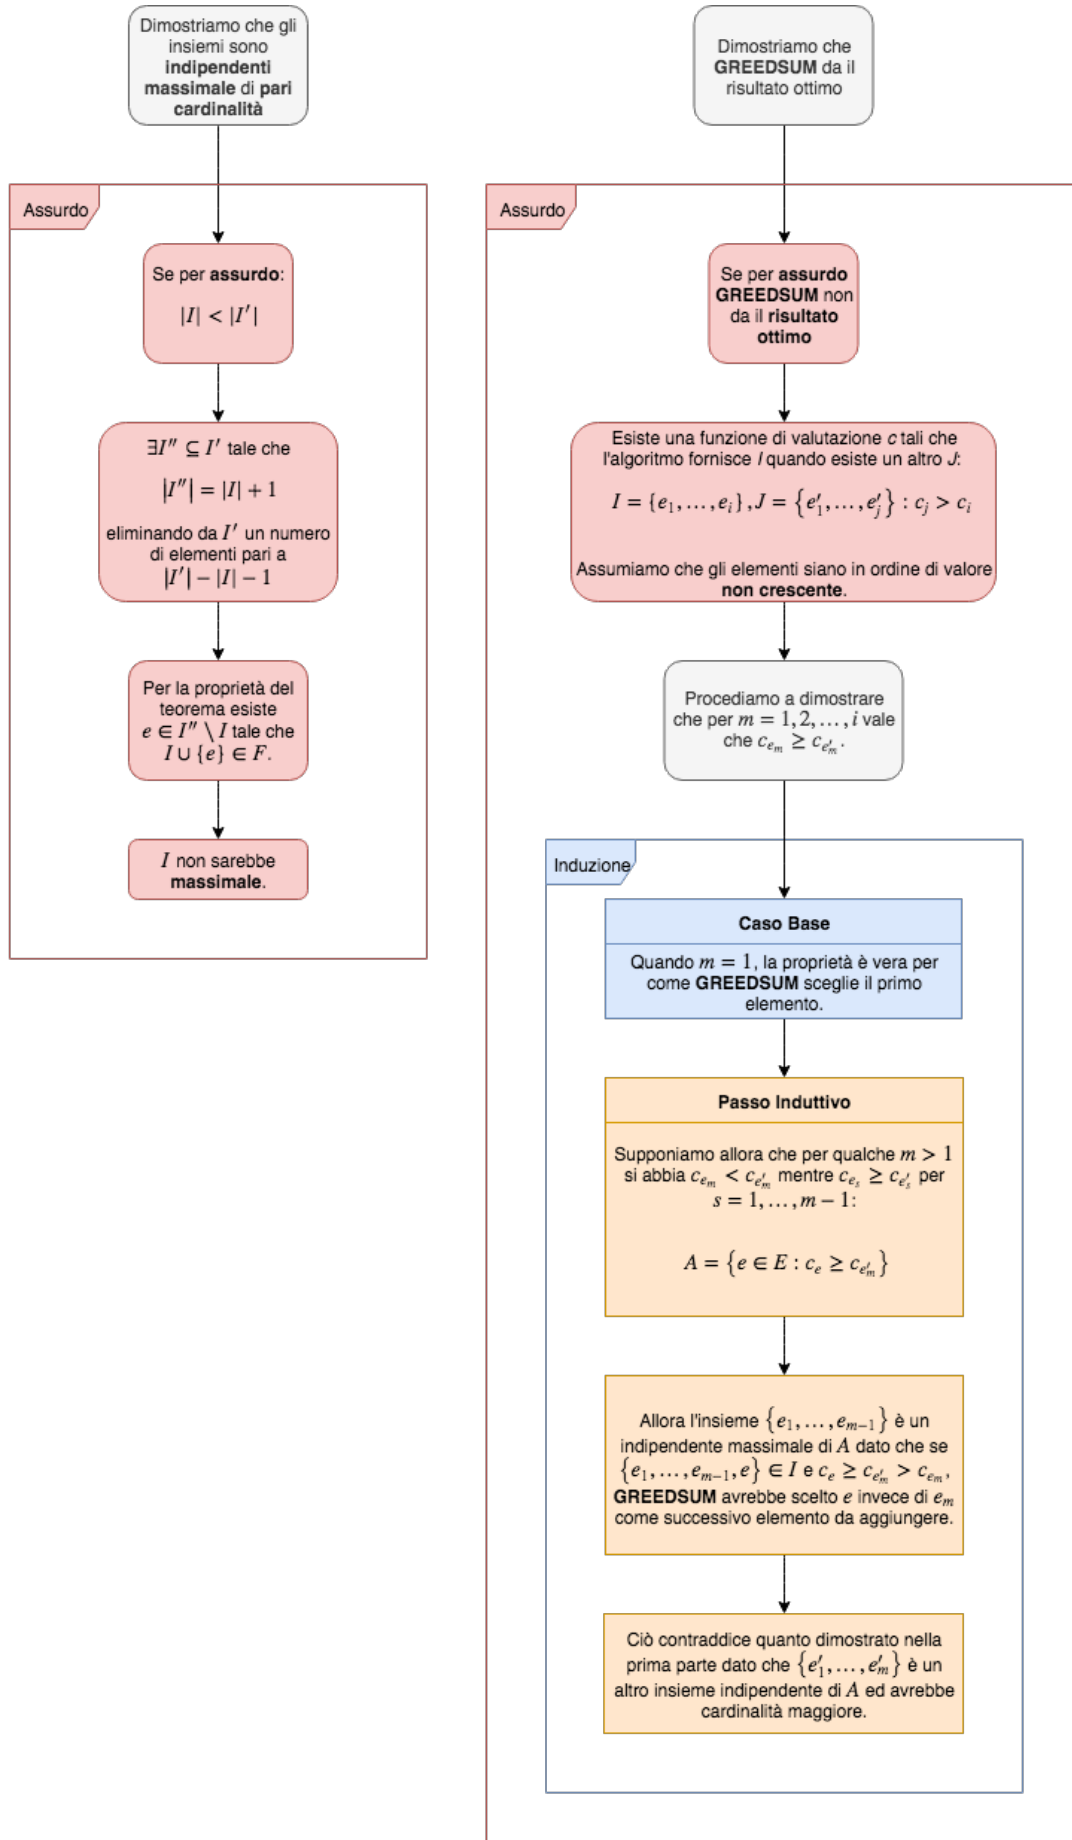 Dimostriamo che gli
insiemi sono
indipendenti
massimale di pari
cardinalità
Assurdo
Se per assurdo:
|I| < |I′|
∃I″ ⊆ I′ tale che
|I″| = |I| + 1
eliminando da I′ un numero
di elementi pari a
|I′| − |I| − 1
Per la proprietà del
teorema esiste
e ∈ I″ \ I tale che
I ∪ {e} ∈ F.
I non sarebbe
massimale.
Dimostriamo che
GREEDSUM da il
risultato ottimo
Assurdo
Se per assurdo
GREEDSUM non
da il risultato
ottimo
Esiste una funzione di valutazione c tali che
l'algoritmo fornisce I quando esiste un altro J:
I = {e₁, …, eᵢ}, J = {e′₁, …, e′ⱼ} : cⱼ > cᵢ
Assumiamo che gli elementi siano in ordine di valore
non crescente.
Procediamo a dimostrare
che per m = 1, 2, …, i vale
che c_{e_m} ≥ c_{e′_m}.
Induzione
Caso Base
Quando m = 1, la proprietà è vera per
come GREEDSUM sceglie il primo
elemento.
Passo Induttivo
Supponiamo allora che per qualche m > 1
si abbia c_{e_m} < c_{e′_m} mentre c_{e_s} ≥ c_{e′_s} per
s = 1, …, m − 1:
A = {e ∈ E : c_e ≥ c_{e′_m}}
Allora l'insieme {e₁, …, e_{m−1}} è un
indipendente massimale di A dato che se
{e₁, …, e_{m−1}, e} ∈ I e c_e ≥ c_{e′_m} > c_{e_m},
GREEDSUM avrebbe scelto e invece di e_m
come successivo elemento da aggiungere.
Ciò contraddice quanto dimostrato nella
prima parte dato che {e′₁, …, e′_m} è un
altro insieme indipendente di A ed avrebbe
cardinalità maggiore.